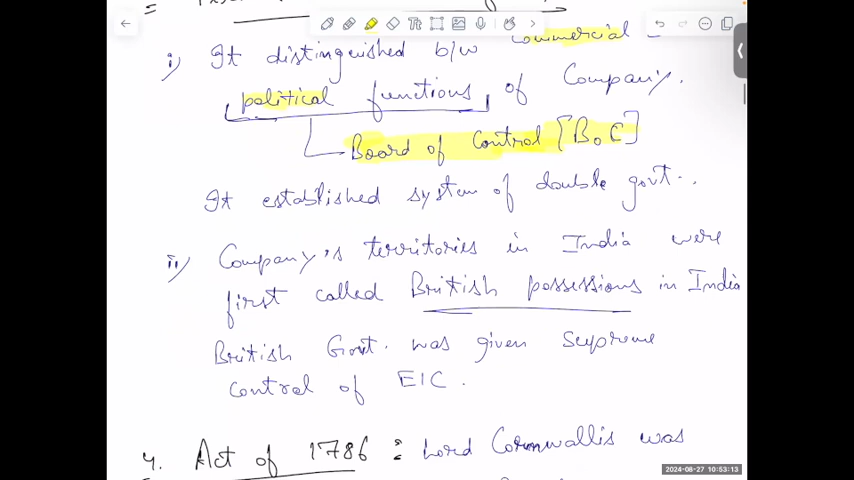 i) It distinguished b/w Commercial -
political functions of Company.
Board of Control [BoC]
It established system of double govt..
ii) Company's territories in India were
first called British possessions in India
British Govt. was given supreme
control of EIC.
4. Act of 1786 : Lord Cornwallis was
2024-08-27 10:53:13